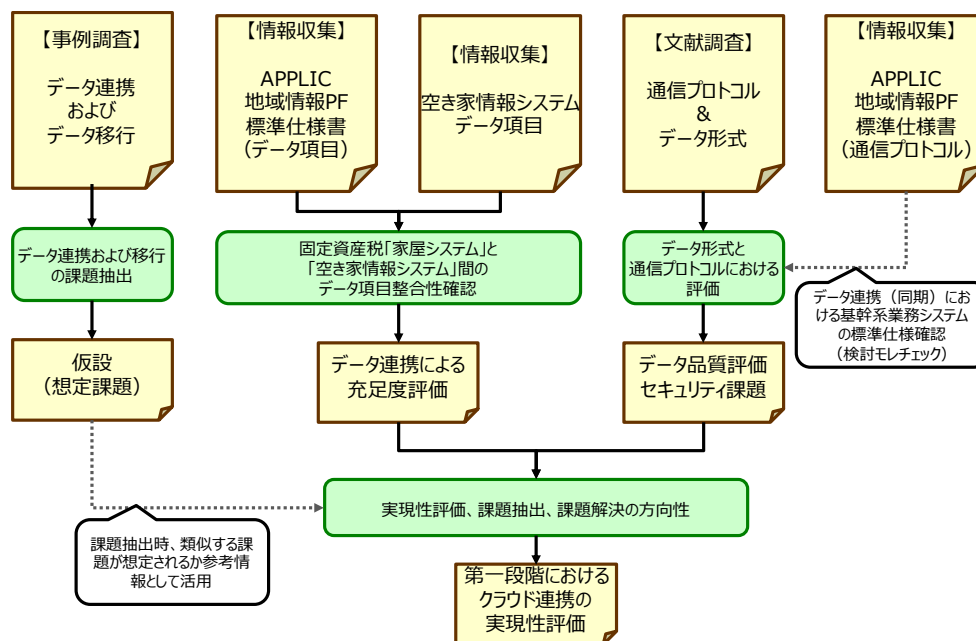 【事例調査】
データ連携
および
データ移行
【情報収集】
APPLIC
地域情報PF
標準仕様書
（データ項目）
【情報収集】
空き家情報システム
データ項目
【文献調査】
通信プロトコル
&
データ形式
【情報収集】
APPLIC
地域情報PF
標準仕様書
（通信プロトコル）
データ連携および移行
の課題抽出
固定資産税「家屋システム」と
「空き家情報システム」間の
データ項目整合性確認
データ形式と
通信プロトコルにおける
評価
データ連携（同期）にお
ける基幹系業務システム
の標準仕様確認
（検討モレチェック）
仮設
（想定課題）
データ連携による
充足度評価
データ品質評価
セキュリティ課題
実現性評価、課題抽出、課題解決の方向性
課題抽出時、類似する課
題が想定されるか参考情
報として活用
第一段階における
クラウド連携の
実現性評価